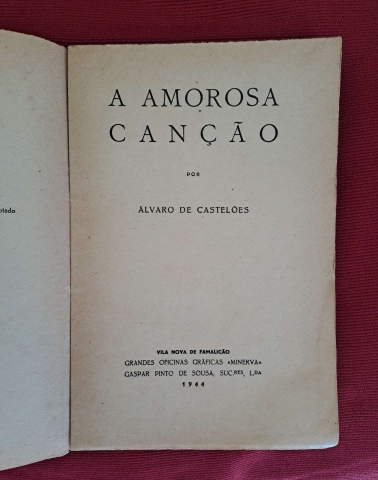 A AMOROSA
CANÇÃO
POR
ÁLVARO DE CASTELÕES
VILA NOVA DE FAMALICÃO
GRANDES OFICINAS GRÁFICAS «MINERVA»
GASPAR PINTO DE SOUSA, SUC.RES, L.DA
1944